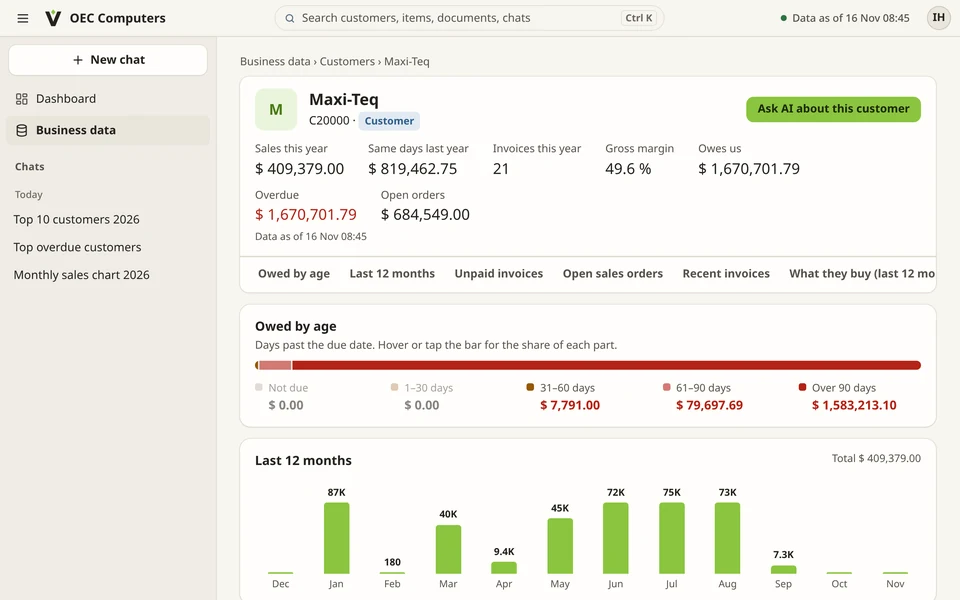 OEC Computers
Search customers, items, documents, chats
Ctrl K
Data as of 16 Nov 08:45
IH
New chat
Dashboard
Business data
Chats
Today
Top 10 customers 2026
Top overdue customers
Monthly sales chart 2026
Business data › Customers › Maxi-Teq
M
Maxi-Teq
C20000 · Customer
Ask AI about this customer
Sales this year
$ 409,379.00
Same days last year
$ 819,462.75
Invoices this year
21
Gross margin
49.6 %
Owes us
$ 1,670,701.79
Overdue
$ 1,670,701.79
Open orders
$ 684,549.00
Data as of 16 Nov 08:45
Owed by age
Last 12 months
Unpaid invoices
Open sales orders
Recent invoices
What they buy (last 12 mo
Owed by age
Days past the due date. Hover or tap the bar for the share of each part.
Not due
$ 0.00
1–30 days
$ 0.00
31–60 days
$ 7,791.00
61–90 days
$ 79,697.69
Over 90 days
$ 1,583,213.10
Last 12 months
Total $ 409,379.00
87K
180
40K
9.4K
45K
72K
75K
73K
7.3K
Dec
Jan
Feb
Mar
Apr
May
Jun
Jul
Aug
Sep
Oct
Nov